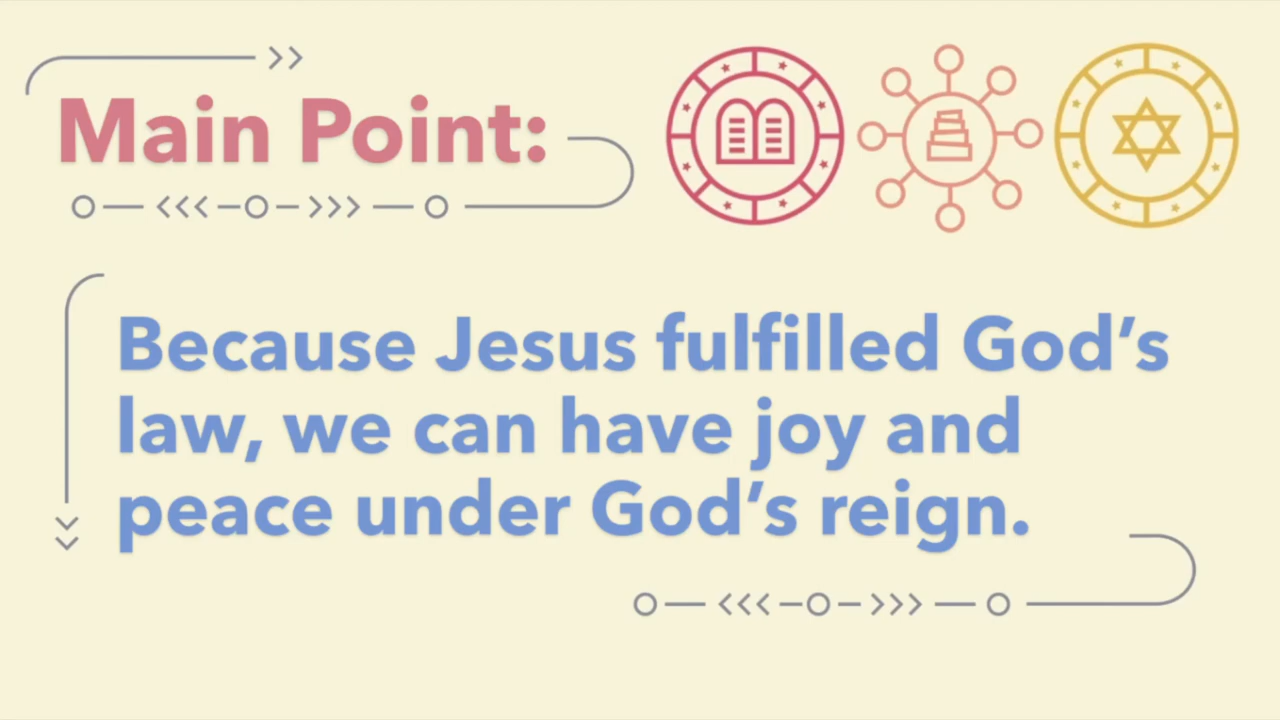 Main Point:
Because Jesus fulfilled God’s
law, we can have joy and
peace under God’s reign.